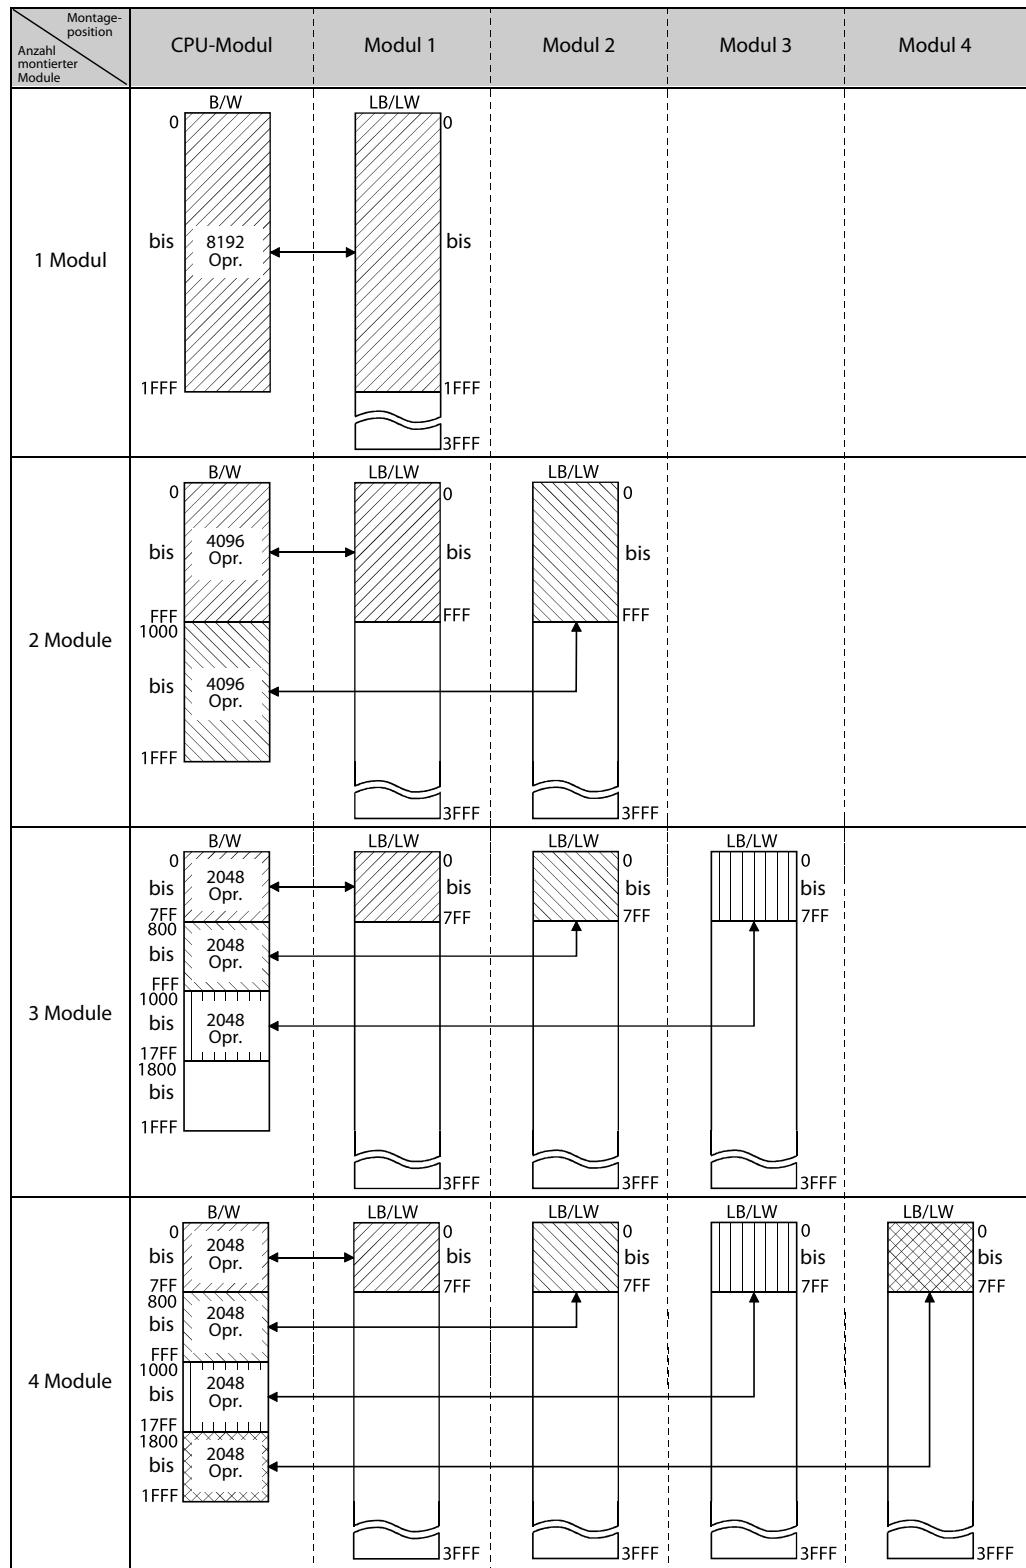 Montage-
position
Anzahl
montierter
Module
CPU-Modul
Modul 1
Modul 2
Modul 3
Modul 4
1 Modul
B/W
LB/LW
0
0
bis
8192
Opr.
bis
1FFF
1FFF
3FFF
2 Module
B/W
LB/LW
LB/LW
0
0
0
bis
4096
Opr.
bis
bis
FFF
FFF
FFF
1000
bis
4096
Opr.
1FFF
3FFF
3FFF
3 Module
B/W
LB/LW
LB/LW
LB/LW
0
0
0
0
bis
2048
Opr.
bis
bis
bis
7FF
7FF
7FF
7FF
800
bis
2048
Opr.
FFF
1000
bis
2048
Opr.
17FF
1800
bis
1FFF
3FFF
3FFF
3FFF
4 Module
B/W
LB/LW
LB/LW
LB/LW
LB/LW
0
0
0
0
0
bis
2048
Opr.
bis
bis
bis
bis
7FF
7FF
7FF
7FF
7FF
800
bis
2048
Opr.
FFF
1000
bis
2048
Opr.
17FF
1800
bis
2048
Opr.
1FFF
3FFF
3FFF
3FFF
3FFF